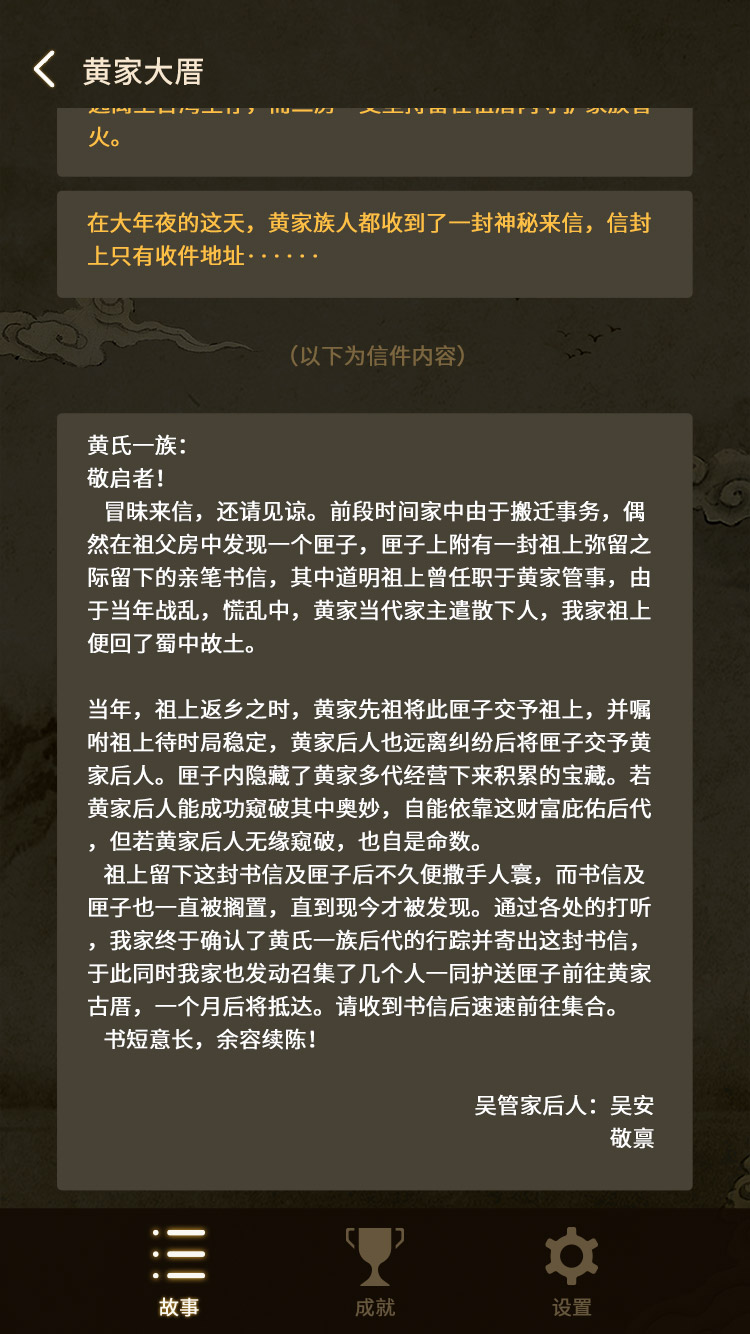 黄家大厝
火。
在大年夜的这天，黄家族人都收到了一封神秘来信，信封
上只有收件地址······
（以下为信件内容）
黄氏一族：
敬启者！
冒昧来信，还请见谅。前段时间家中由于搬迁事务，偶
然在祖父房中发现一个匣子，匣子上附有一封祖上弥留之
际留下的亲笔书信，其中道明祖上曾任职于黄家管事，由
于当年战乱，慌乱中，黄家当代家主遣散下人，我家祖上
便回了蜀中故土。
当年，祖上返乡之时，黄家先祖将此匣子交予祖上，并嘱
咐祖上待时局稳定，黄家后人也远离纠纷后将匣子交予黄
家后人。匣子内隐藏了黄家多代经营下来积累的宝藏。若
黄家后人能成功窥破其中奥妙，自能依靠这财富庇佑后代
，但若黄家后人无缘窥破，也自是命数。
祖上留下这封书信及匣子后不久便撒手人寰，而书信及
匣子也一直被搁置，直到现今才被发现。通过各处的打听
，我家终于确认了黄氏一族后代的行踪并寄出这封书信，
于此同时我家也发动召集了几个人一同护送匣子前往黄家
古厝，一个月后将抵达。请收到书信后速速前往集合。
书短意长，余容续陈！
吴管家后人：吴安
敬禀
故事
成就
设置